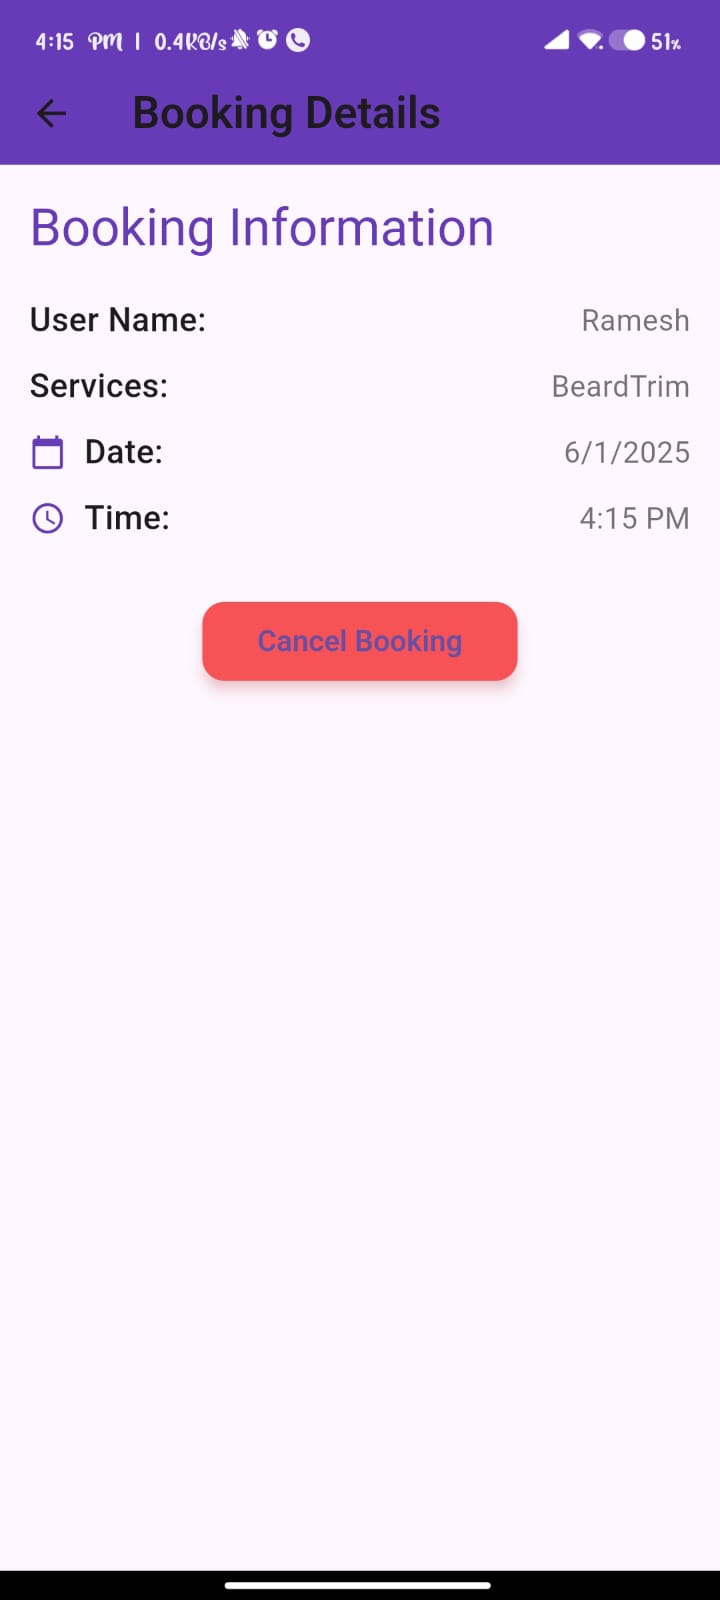 4:15 PM | 0.4KB/s 51%
Booking Details
Booking Information
User Name: Ramesh
Services: BeardTrim
Date: 6/1/2025
Time: 4:15 PM
Cancel Booking